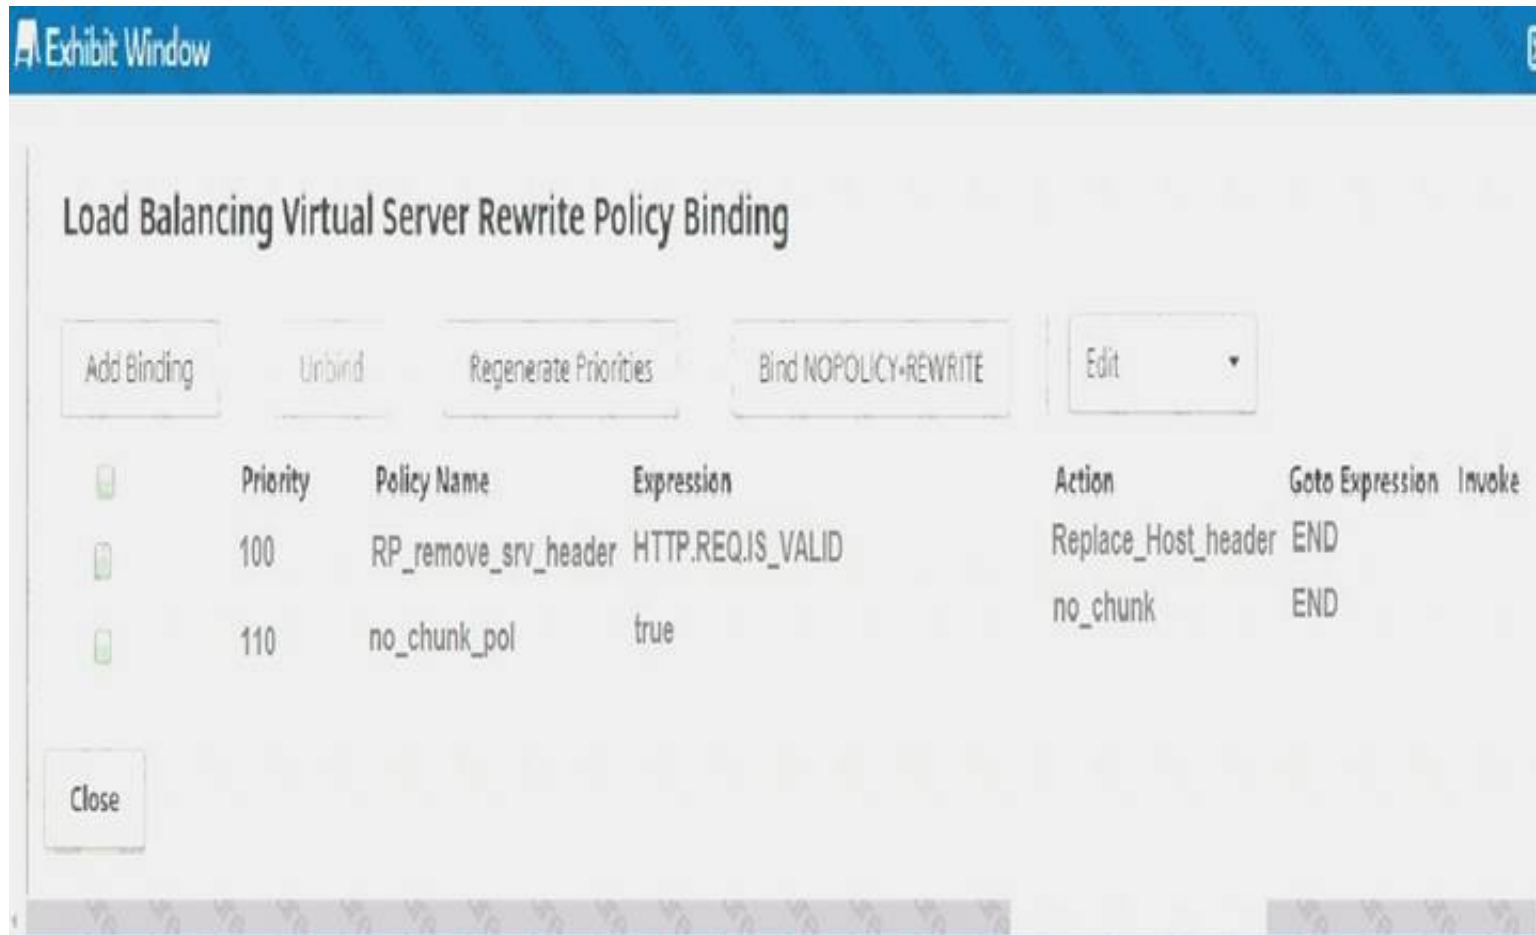 Exhibit Window
Load Balancing Virtual Server Rewrite Policy Binding
Add Binding Unbind Regenerate Priorities Bind NOPOLICY-REWRITE Edit
Priority Policy Name Expression Action Goto Expression Invoke
100 RP_remove_srv_header HTTP.REQ.IS_VALID Replace_Host_header END
110 no_chunk_pol true no_chunk END
Close